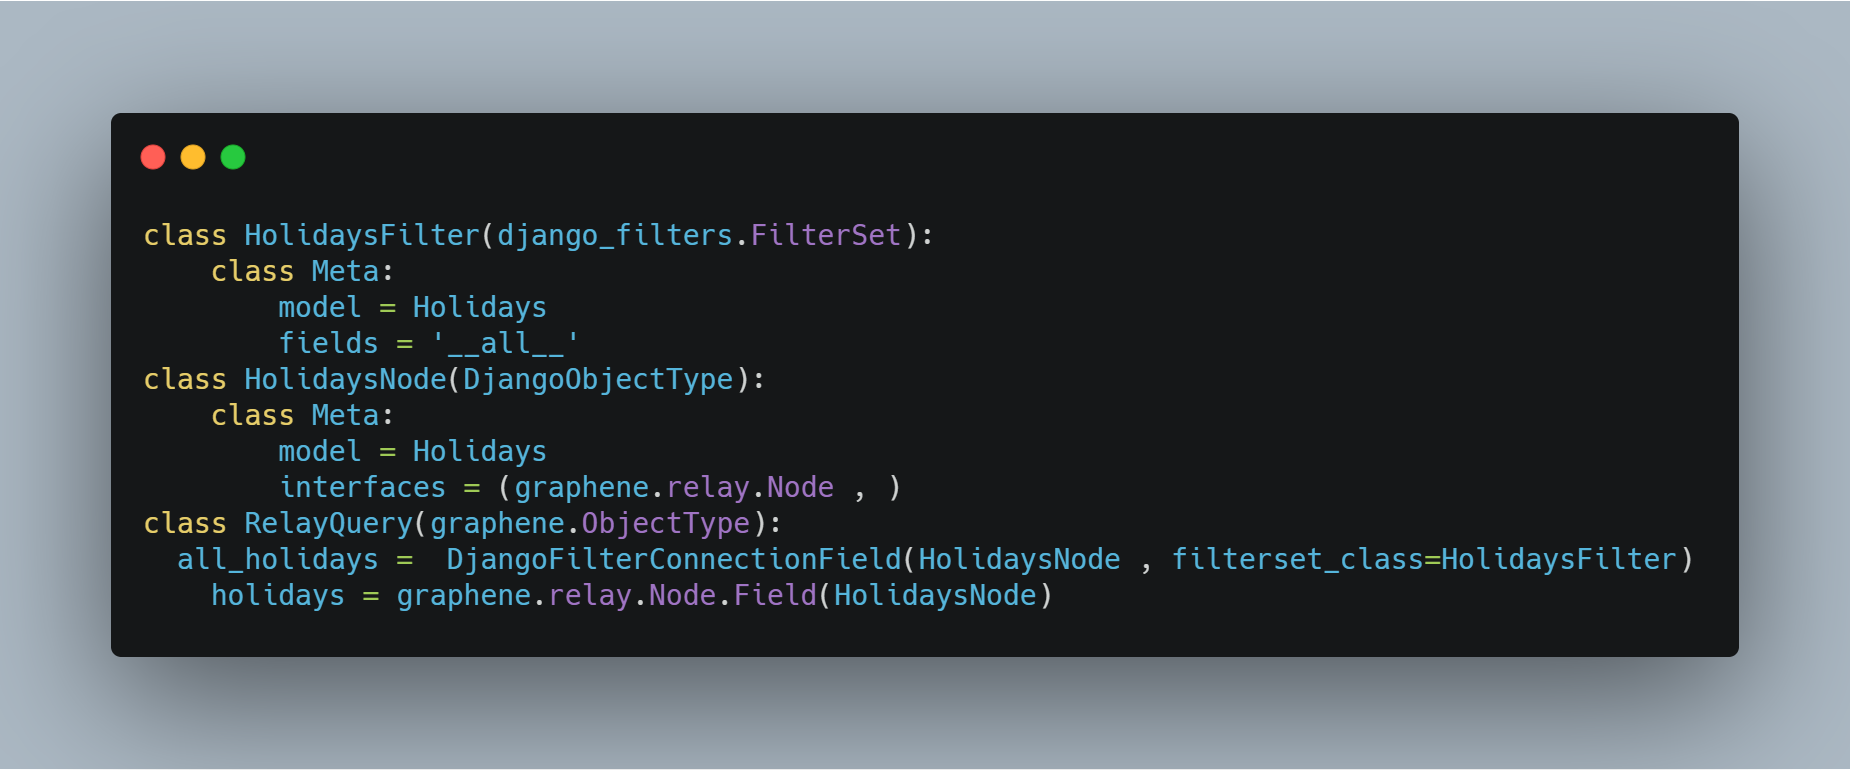 class HolidaysFilter(django_filters.FilterSet):
    class Meta:
        model = Holidays
        fields = '__all__'
class HolidaysNode(DjangoObjectType):
    class Meta:
        model = Holidays
        interfaces = (graphene.relay.Node , )
class RelayQuery(graphene.ObjectType):
  all_holidays =  DjangoFilterConnectionField(HolidaysNode , filterset_class=HolidaysFilter)
    holidays = graphene.relay.Node.Field(HolidaysNode)